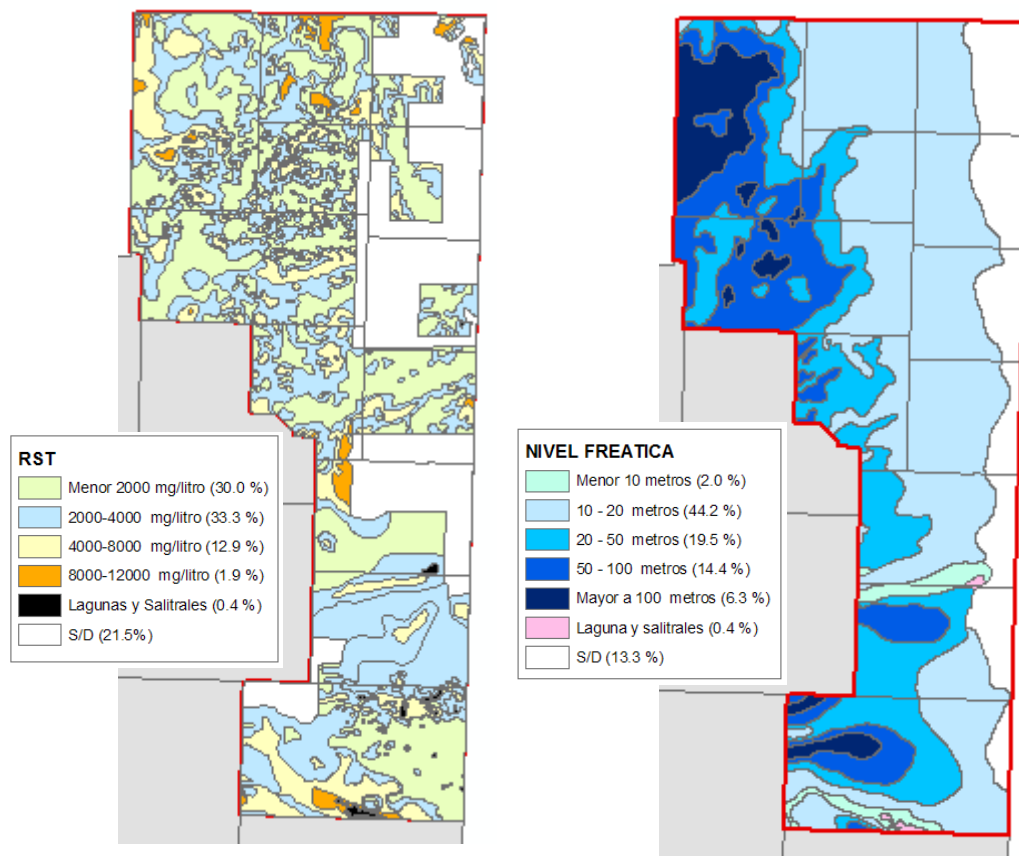 RST
Menor 2000 mg/litro (30.0 %)
2000-4000 mg/litro (33.3 %)
4000-8000 mg/litro (12.9 %)
8000-12000 mg/litro (1.9 %)
Lagunas y Salitrales (0.4 %)
S/D (21.5%)
NIVEL FREATICA
Menor 10 metros (2.0 %)
10 - 20 metros (44.2 %)
20 - 50 metros (19.5 %)
50 - 100 metros (14.4 %)
Mayor a 100 metros (6.3 %)
Laguna y salitrales (0.4 %)
S/D (13.3 %)